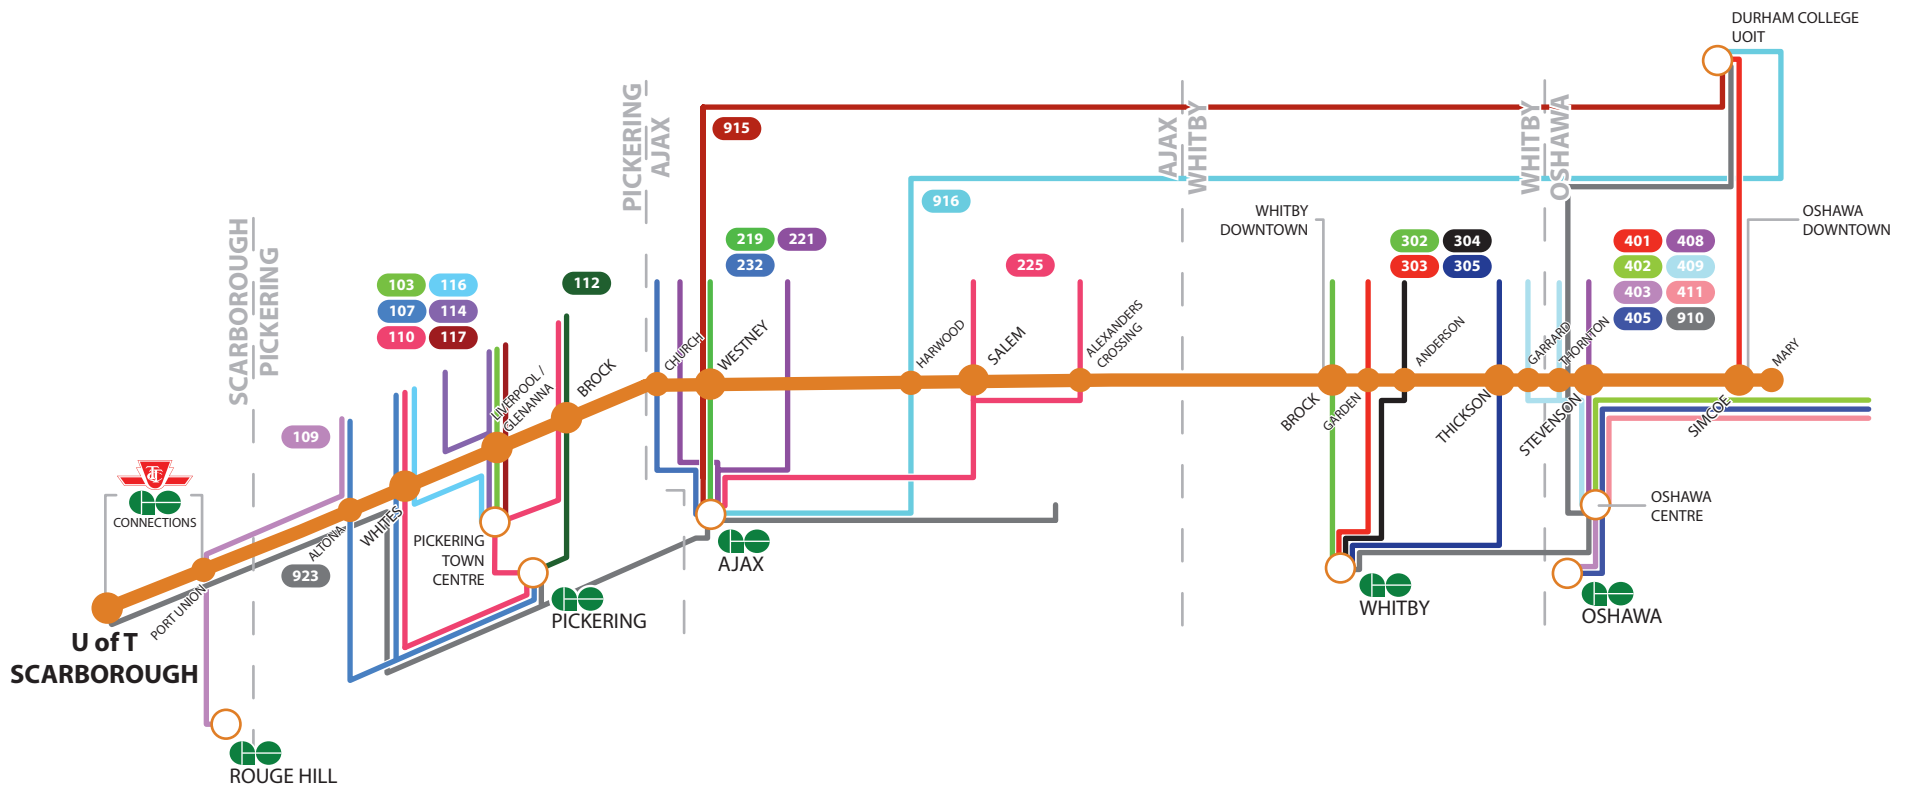 DURHAM COLLEGE
UOIT
PICKERING
AJAX
915
AJAX
WHITBY
WHITBY
OSHAWA
916
WHITBY
DOWNTOWN
OSHAWA
DOWNTOWN
SCARBOROUGH
PICKERING
219
221
232
225
302
304
303
305
401
408
402
409
403
411
405
910
103
116
107
114
110
117
112
109
923
CONNECTIONS
U of T
SCARBOROUGH
PORT UNION
ALTONA
WHITES
LIVERPOOL /
GLENANNA
BROCK
CHURCH
WESTNEY
HARWOOD
SALEM
ALEXANDERS
CROSSING
BROCK
GARDEN
ANDERSON
THICKSON
GARRARD
THORNTON
STEVENSON
SIMCOE
MARY
PICKERING
TOWN
CENTRE
OSHAWA
CENTRE
ROUGE HILL
PICKERING
AJAX
WHITBY
OSHAWA